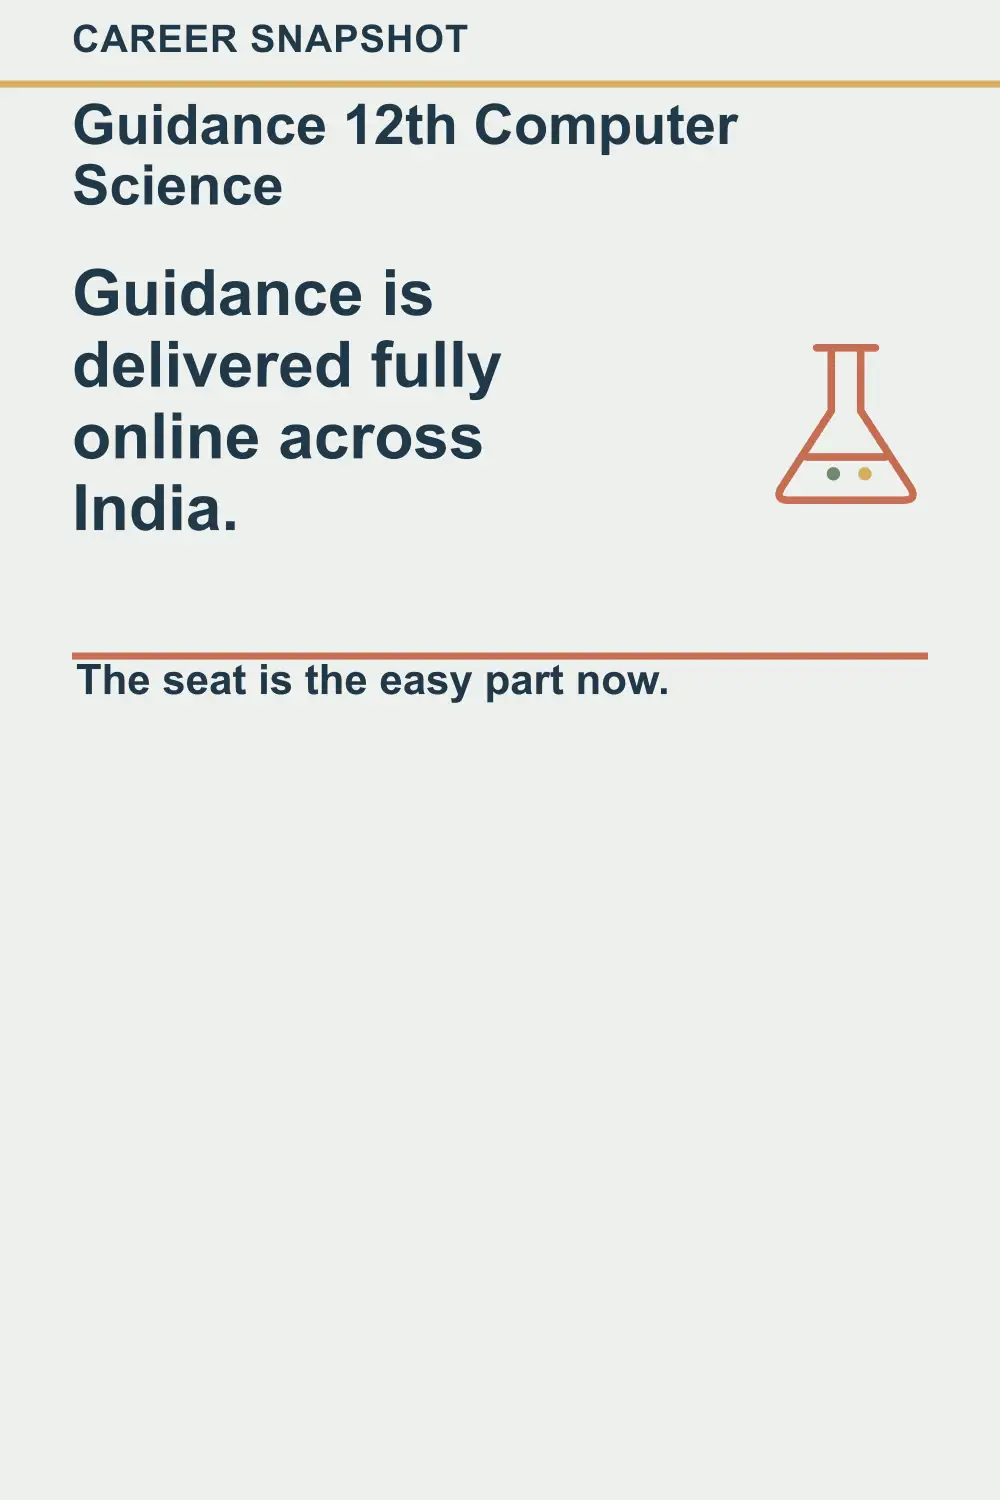 CAREER SNAPSHOT
Guidance 12th Computer
Science
Guidance is
delivered fully
online across
India.
The seat is the easy part now.